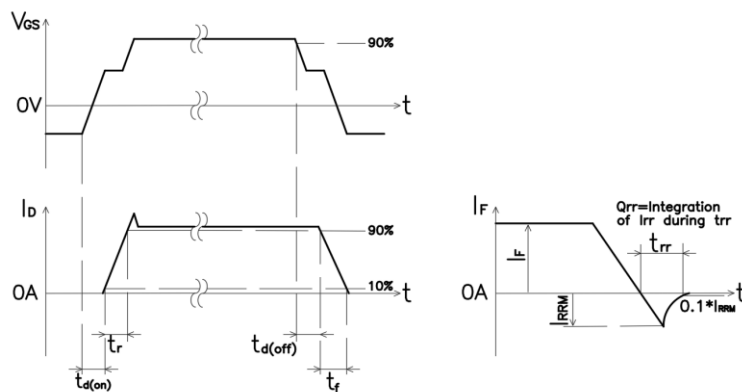 VGS
90%
0V
t
ID
90%
10%
0A
t
tr
td(off)
td(on)
tf
Qrr=Integration
of Irr during trr
IF
trr
IF
0A
t
IRRM
0.1*IRRM